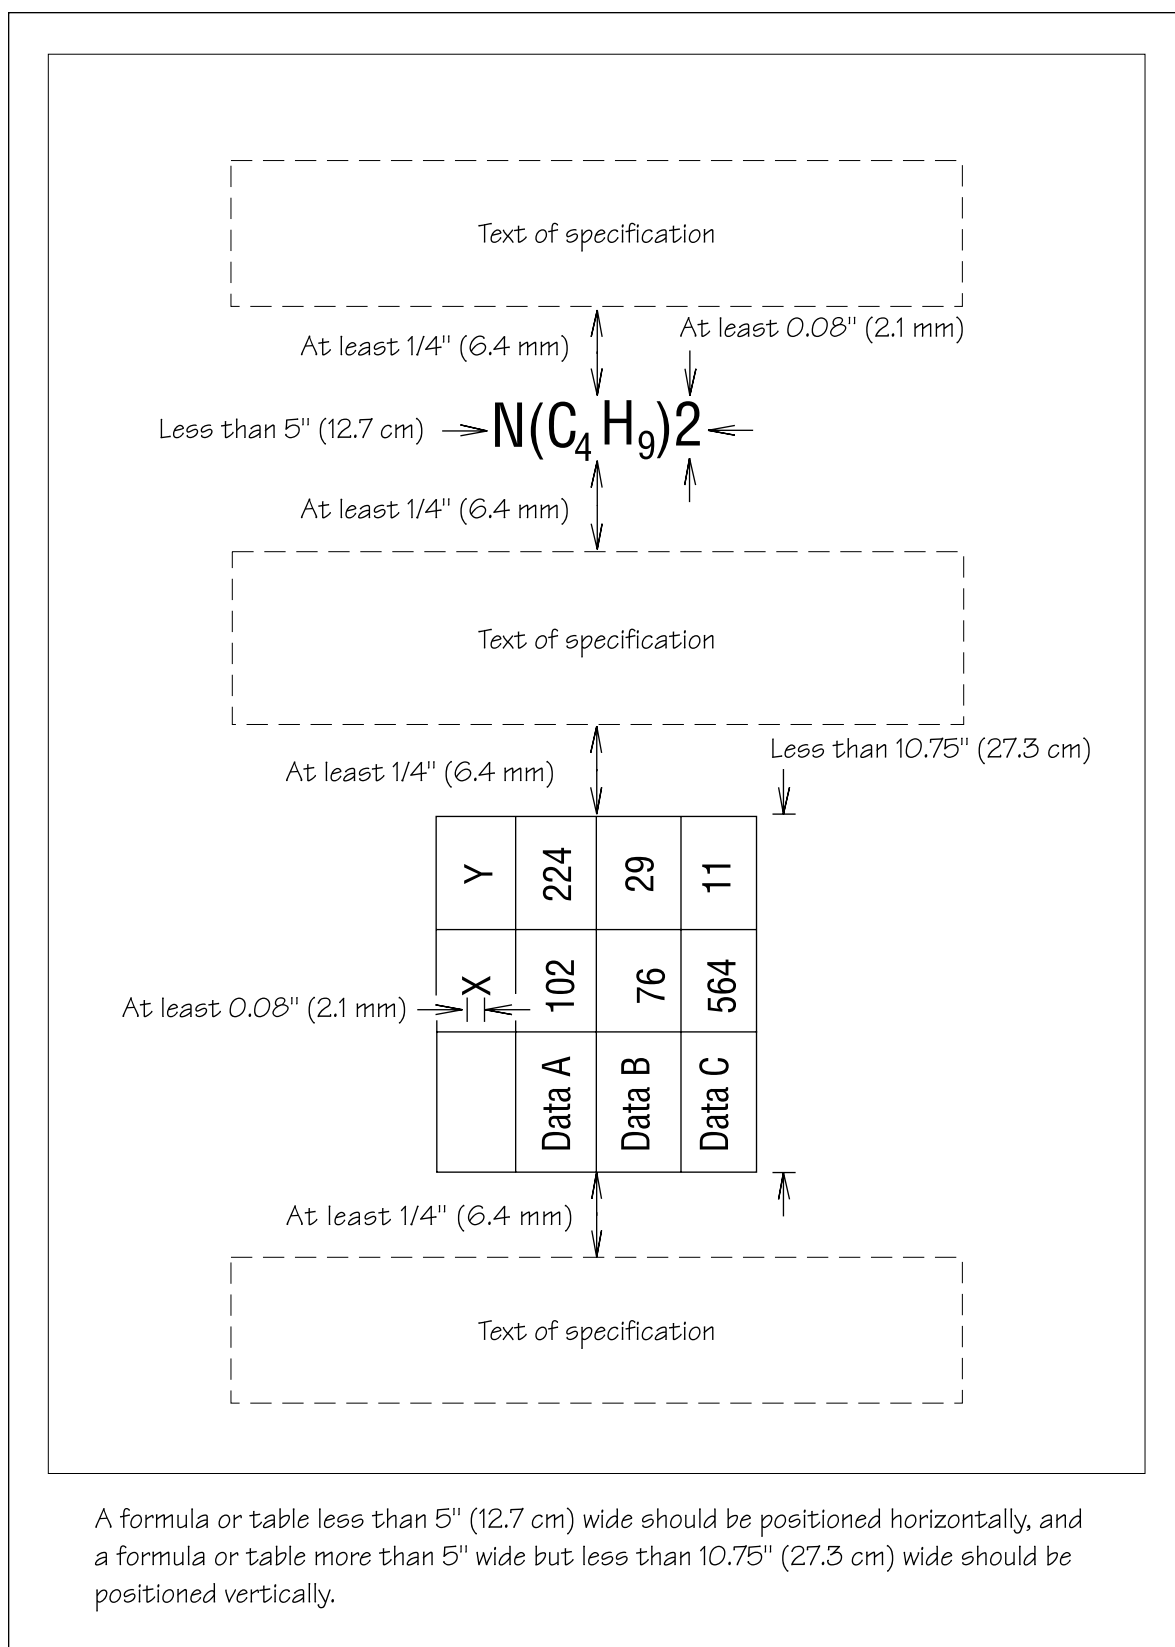 Text of specification
At least 1/4" (6.4 mm)
At least 0.08" (2.1 mm)
Less than 5" (12.7 cm)
N(C4H9)2
At least 1/4" (6.4 mm)
Text of specification
At least 1/4" (6.4 mm)
Less than 10.75" (27.3 cm)
X Y
Data A 102 224
Data B 76 29
Data C 564 11
At least 0.08" (2.1 mm)
At least 1/4" (6.4 mm)
Text of specification
A formula or table less than 5" (12.7 cm) wide should be positioned horizontally, and
a formula or table more than 5" wide but less than 10.75" (27.3 cm) wide should be
positioned vertically.